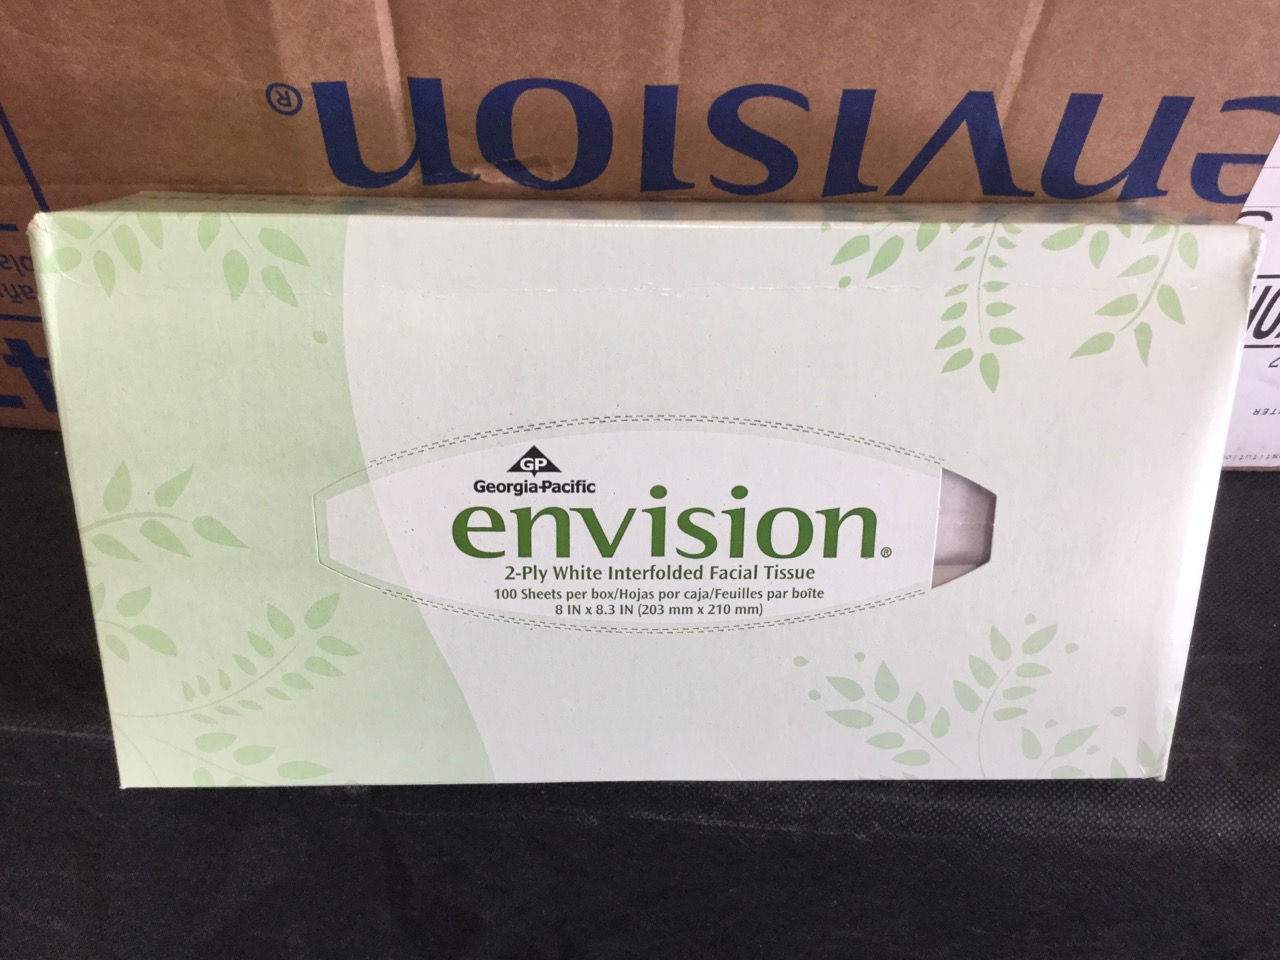 envision®
GP
Georgia-Pacific
envision®
2-Ply White Interfolded Facial Tissue
100 Sheets per box/Hojas por caja/Feuilles par boîte
8 IN x 8.3 IN (203 mm x 210 mm)